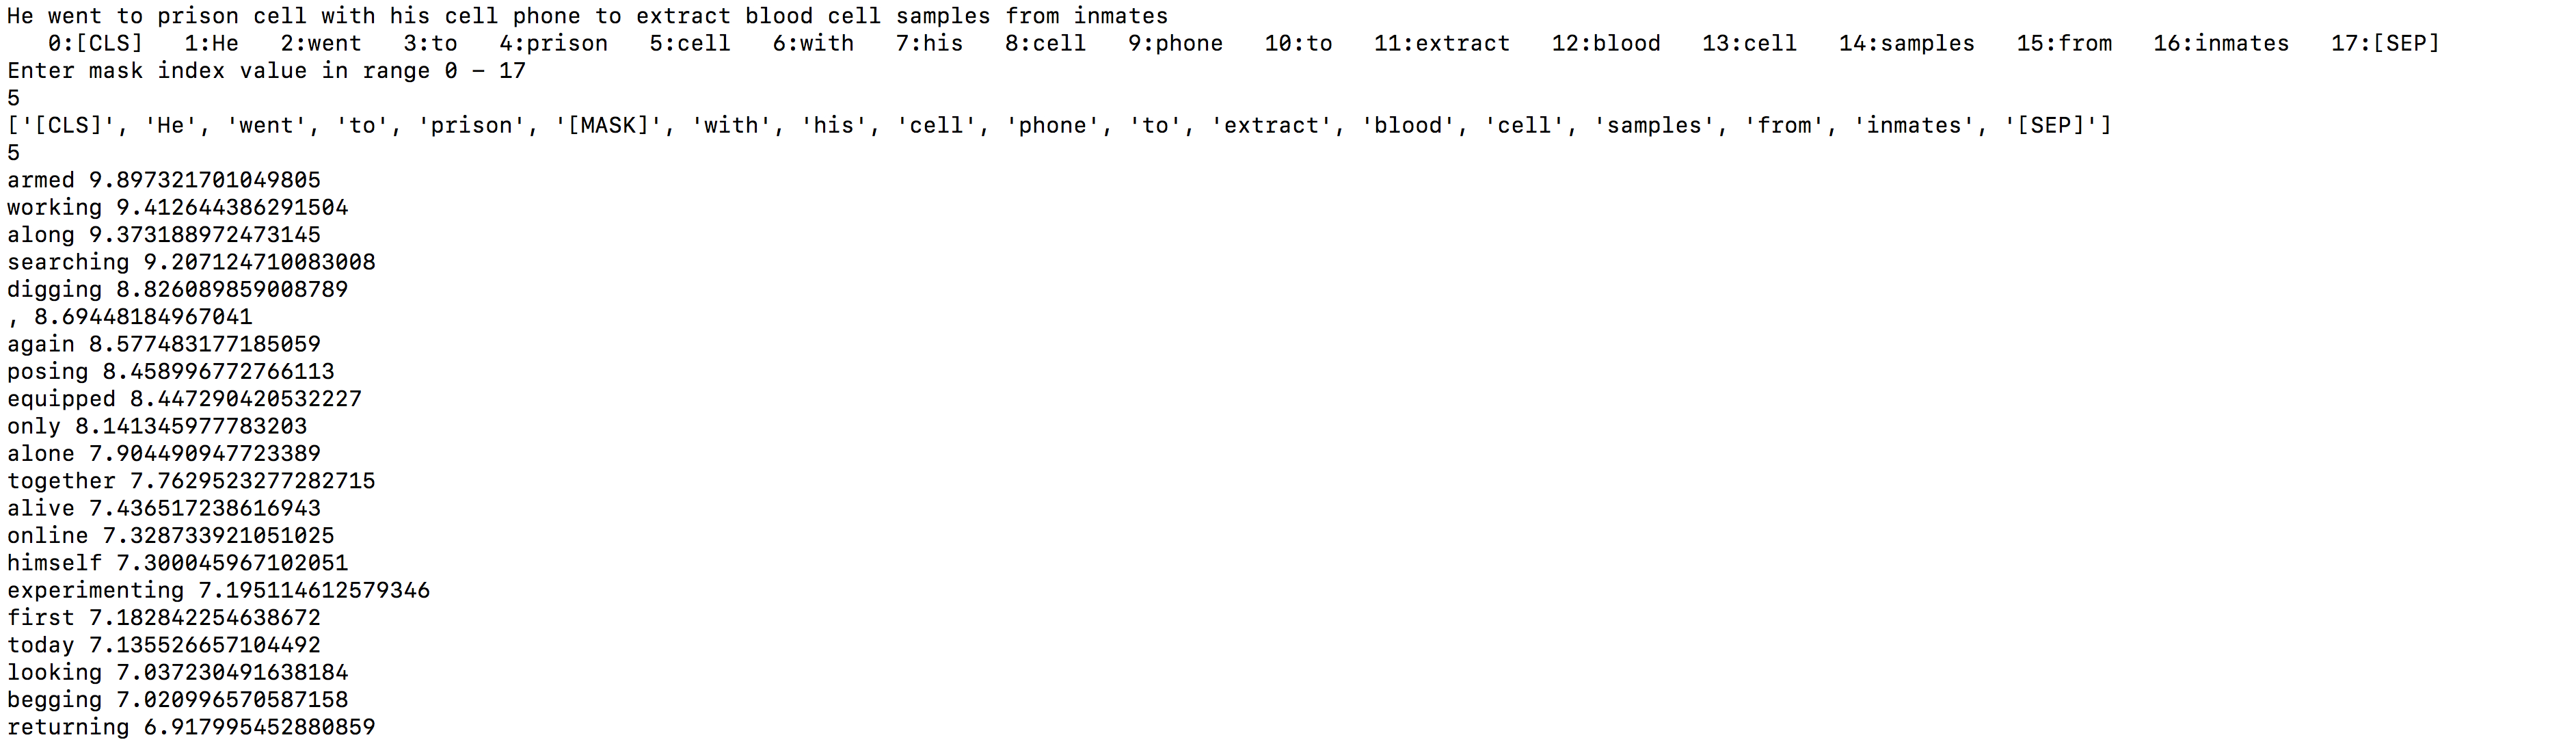 He went to prison cell with his cell phone to extract blood cell samples from inmates
0:[CLS] 1:He 2:went 3:to 4:prison 5:cell 6:with 7:his 8:cell 9:phone 10:to 11:extract 12:blood 13:cell 14:samples 15:from 16:inmates 17:[SEP]
Enter mask index value in range 0 – 17
5
['[CLS]', 'He', 'went', 'to', 'prison', '[MASK]', 'with', 'his', 'cell', 'phone', 'to', 'extract', 'blood', 'cell', 'samples', 'from', 'inmates', '[SEP]']
5
armed 9.897321701049805
working 9.412644386291504
along 9.373188972473145
searching 9.207124710083008
digging 8.826089859008789
, 8.69448184967041
again 8.577483177185059
posing 8.458996772766113
equipped 8.447290420532227
only 8.141345977783203
alone 7.904490947723389
together 7.7629523277282715
alive 7.436517238616943
online 7.328733921051025
himself 7.300045967102051
experimenting 7.195114612579346
first 7.182842254638672
today 7.135526657104492
looking 7.037230491638184
begging 7.020996570587158
returning 6.917995452880859